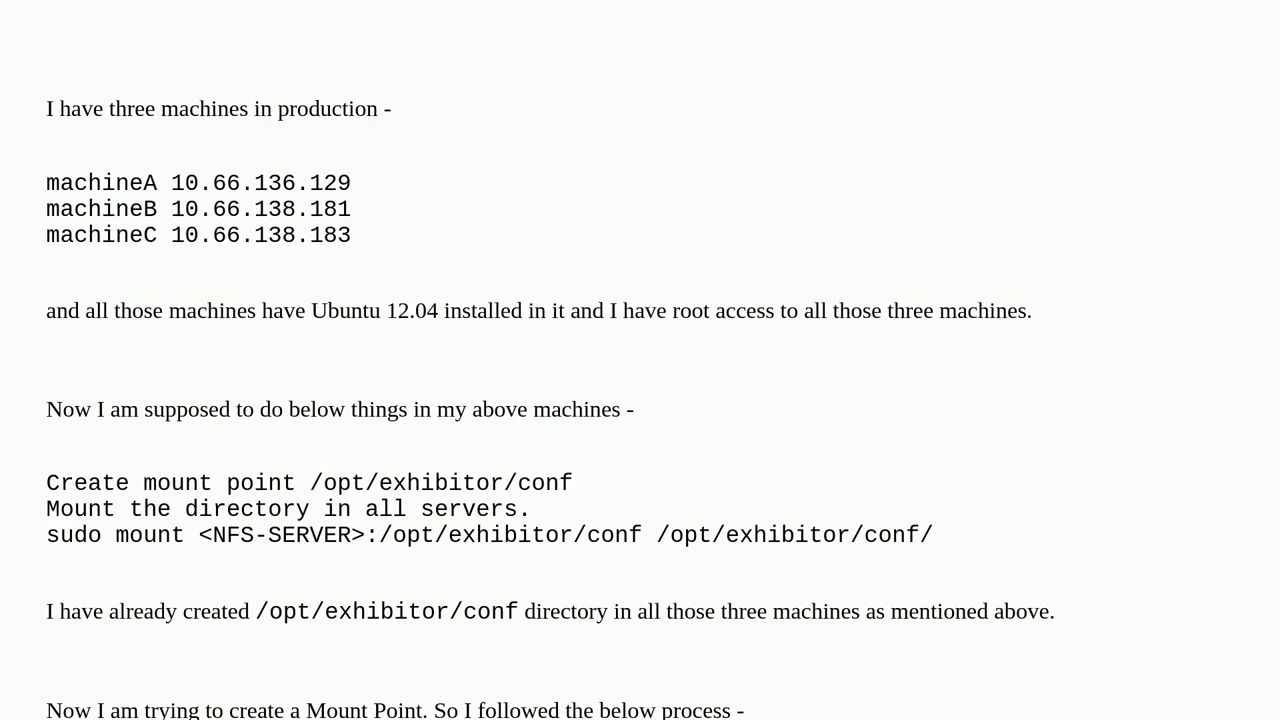 I have three machines in production -
machineA 10.66.136.129
machineB 10.66.138.181
machineC 10.66.138.183
and all those machines have Ubuntu 12.04 installed in it and I have root access to all those three machines.
Now I am supposed to do below things in my above machines -
Create mount point /opt/exhibitor/conf
Mount the directory in all servers.
sudo mount <NFS-SERVER>:/opt/exhibitor/conf /opt/exhibitor/conf/
I have already created /opt/exhibitor/conf directory in all those three machines as mentioned above.
Now I am trying to create a Mount Point. So I followed the below process -